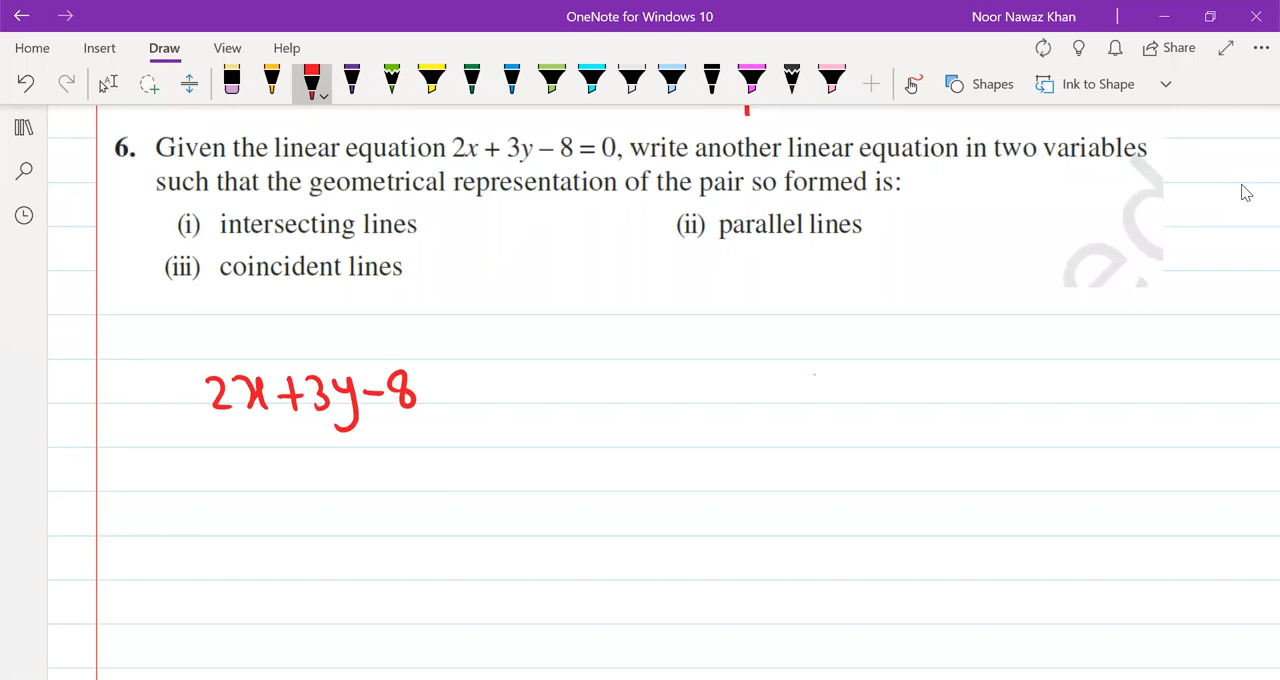 OneNote for Windows 10
Noor Nawaz Khan
Home Insert Draw View Help
Share
Shapes
Ink to Shape
6. Given the linear equation 2x + 3y – 8 = 0, write another linear equation in two variables
such that the geometrical representation of the pair so formed is:
(i) intersecting lines (ii) parallel lines
(iii) coincident lines
2x+3y-8